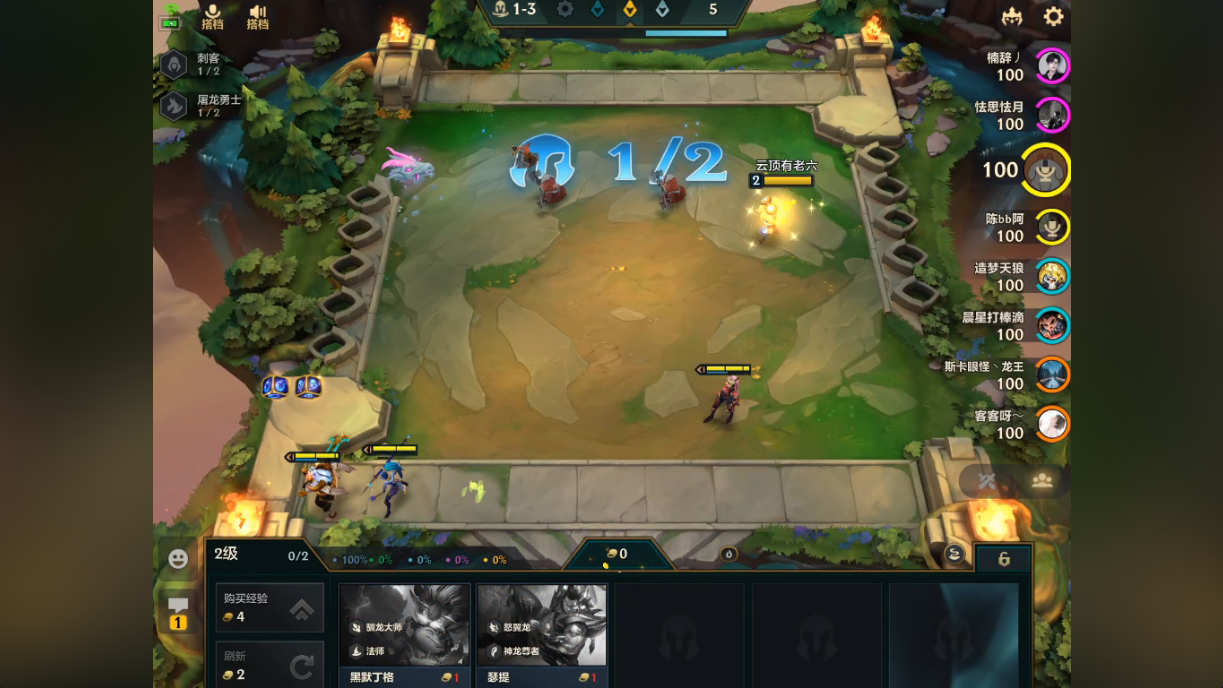 搭档
搭档
1-3
5
刺客
1 / 2
屠龙勇士
1 / 2
1/2
云顶有老六
2
楠辞丿
100
怯思怯月
100
100
陈bb阿
100
造梦天狼
100
晨星打棒滴
100
斯卡眼怪丶龙王
100
客客呀～
100
2级
0/2
100%
0%
0%
0%
0%
0
购买经验
4
1
刷新
2
驯龙大师
法师
黑默丁格
1
怒翼龙
神龙尊者
瑟提
1